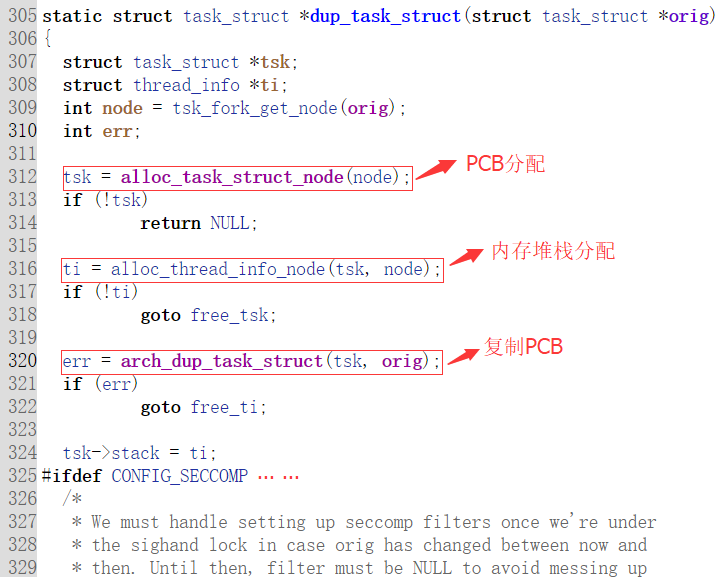 305 static struct task_struct *dup_task_struct(struct task_struct *orig)
306 {
307 struct task_struct *tsk;
308 struct thread_info *ti;
309 int node = tsk_fork_get_node(orig);
310 int err;
311
312 tsk = alloc_task_struct_node(node); PCB分配
313 if (!tsk)
314 return NULL;
315
316 ti = alloc_thread_info_node(tsk, node); 内存堆栈分配
317 if (!ti)
318 goto free_tsk;
319
320 err = arch_dup_task_struct(tsk, orig); 复制PCB
321 if (err)
322 goto free_ti;
323
324 tsk->stack = ti;
325 #ifdef CONFIG_SECCOMP … …
326 /*
327 * We must handle setting up seccomp filters once we're under
328 * the sighand lock in case orig has changed between now and
329 * then. Until then, filter must be NULL to avoid messing up